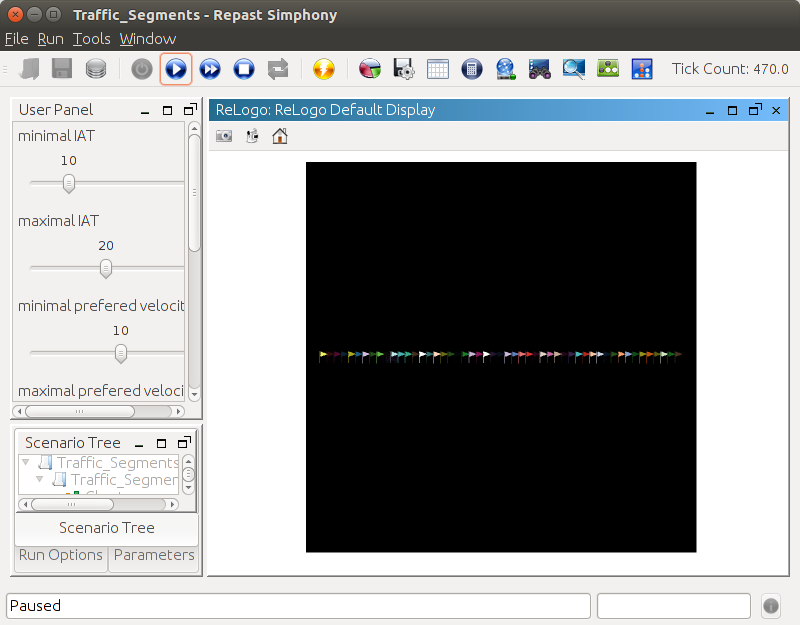 Traffic_Segments - Repast Simphony
File Run Tools Window
Tick Count: 470.0
User Panel
minimal IAT
10
maximal IAT
20
minimal prefered velocit
10
maximal prefered veloci
Scenario Tree
Traffic_Segments
Traffic_Segmer
Scenario Tree
Run Options Parameters
ReLogo: ReLogo Default Display
Paused